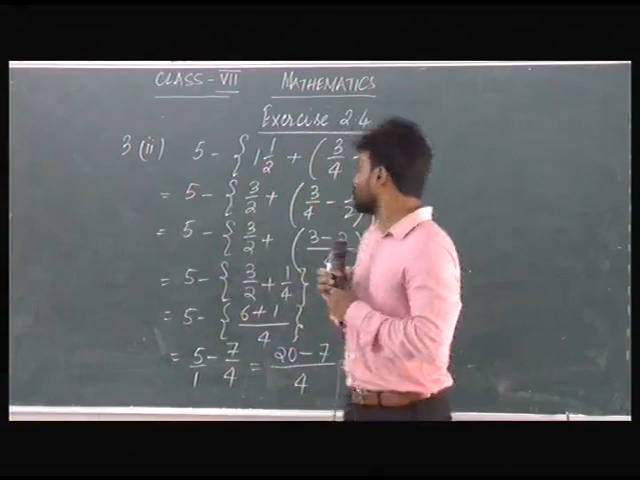 CLASS - VII MATHEMATICS
Exercise 2.4
3 (ii) 5 - { 1 1/2 + ( 3/4 -
= 5 - { 3/2 + ( 3/4 - /2 )
= 5 - { 3/2 + ( 3-2
= 5 - { 3/2 + 1/4 }
= 5 - { 6+1/4 }
= 5/1 - 7/4 = 20-7/4